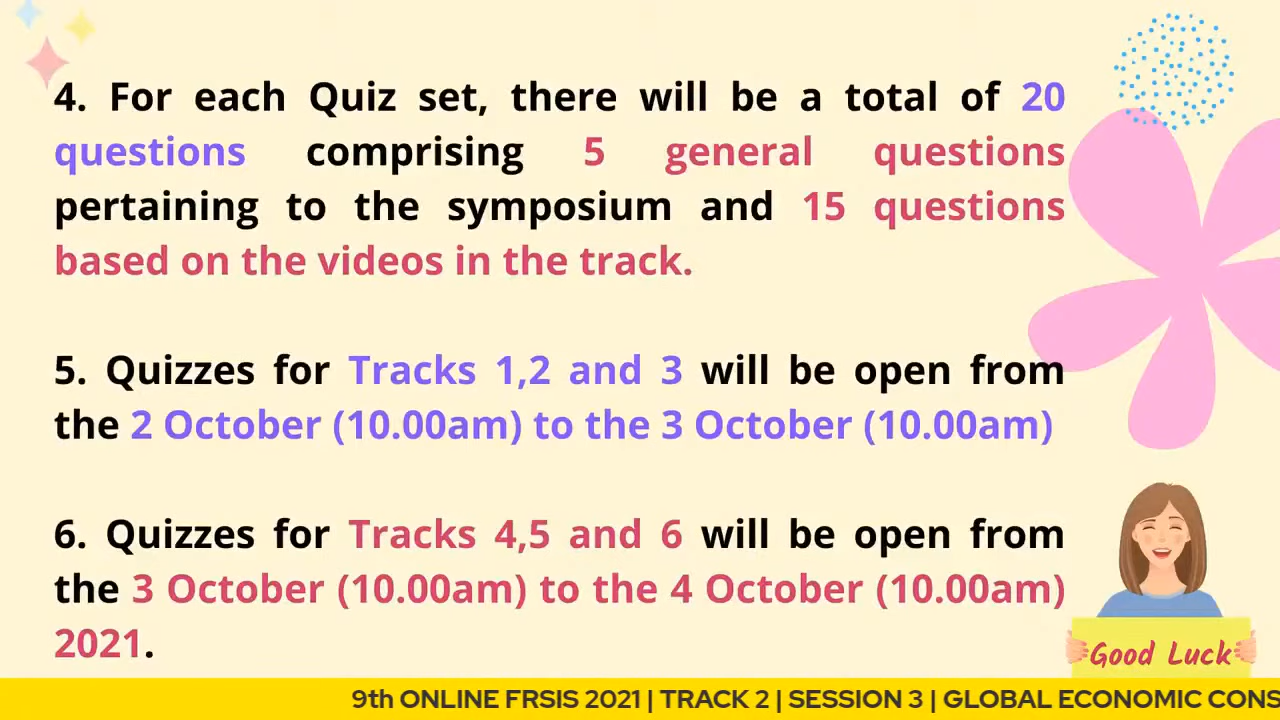 4. For each Quiz set, there will be a total of 20
questions comprising 5 general questions
pertaining to the symposium and 15 questions
based on the videos in the track.
5. Quizzes for Tracks 1,2 and 3 will be open from
the 2 October (10.00am) to the 3 October (10.00am)
6. Quizzes for Tracks 4,5 and 6 will be open from
the 3 October (10.00am) to the 4 October (10.00am)
2021.
Good Luck
9th ONLINE FRSIS 2021 | TRACK 2 | SESSION 3 | GLOBAL ECONOMIC CONS